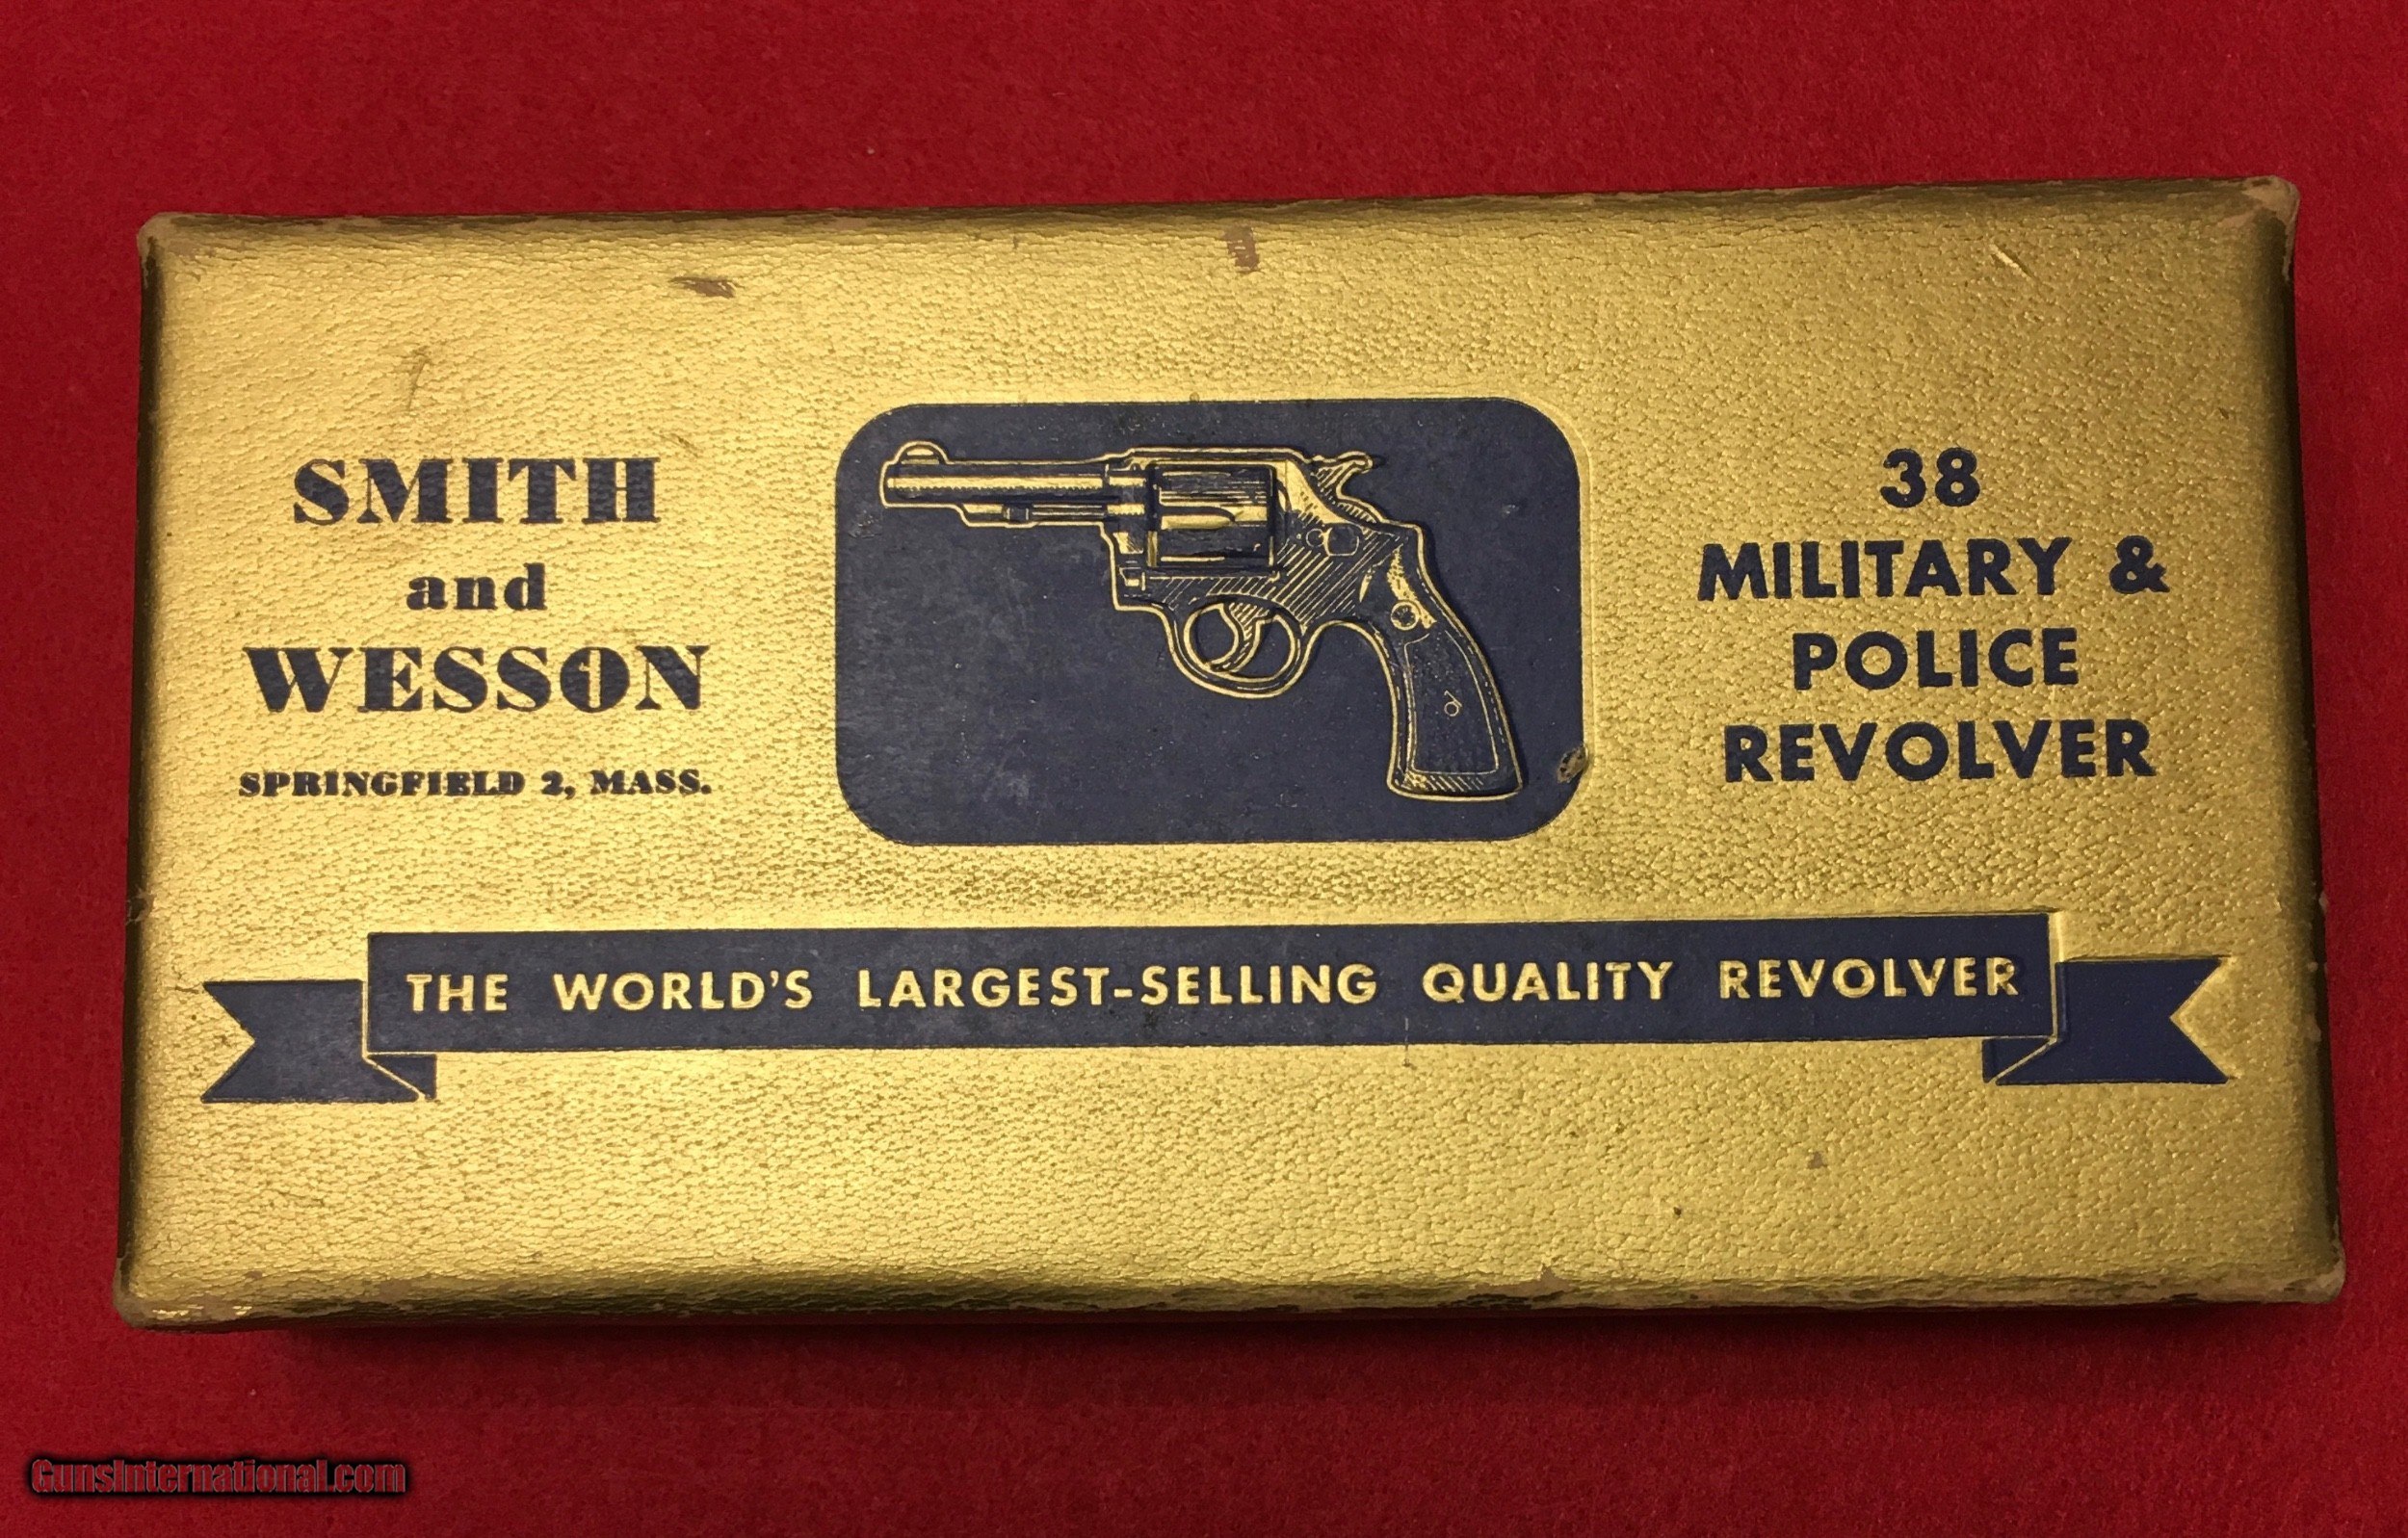 SMITH
and
WESSON
SPRINGFIELD 2, MASS.
38
MILITARY &
POLICE
REVOLVER
THE WORLD'S LARGEST-SELLING QUALITY REVOLVER
GunsInternational.com